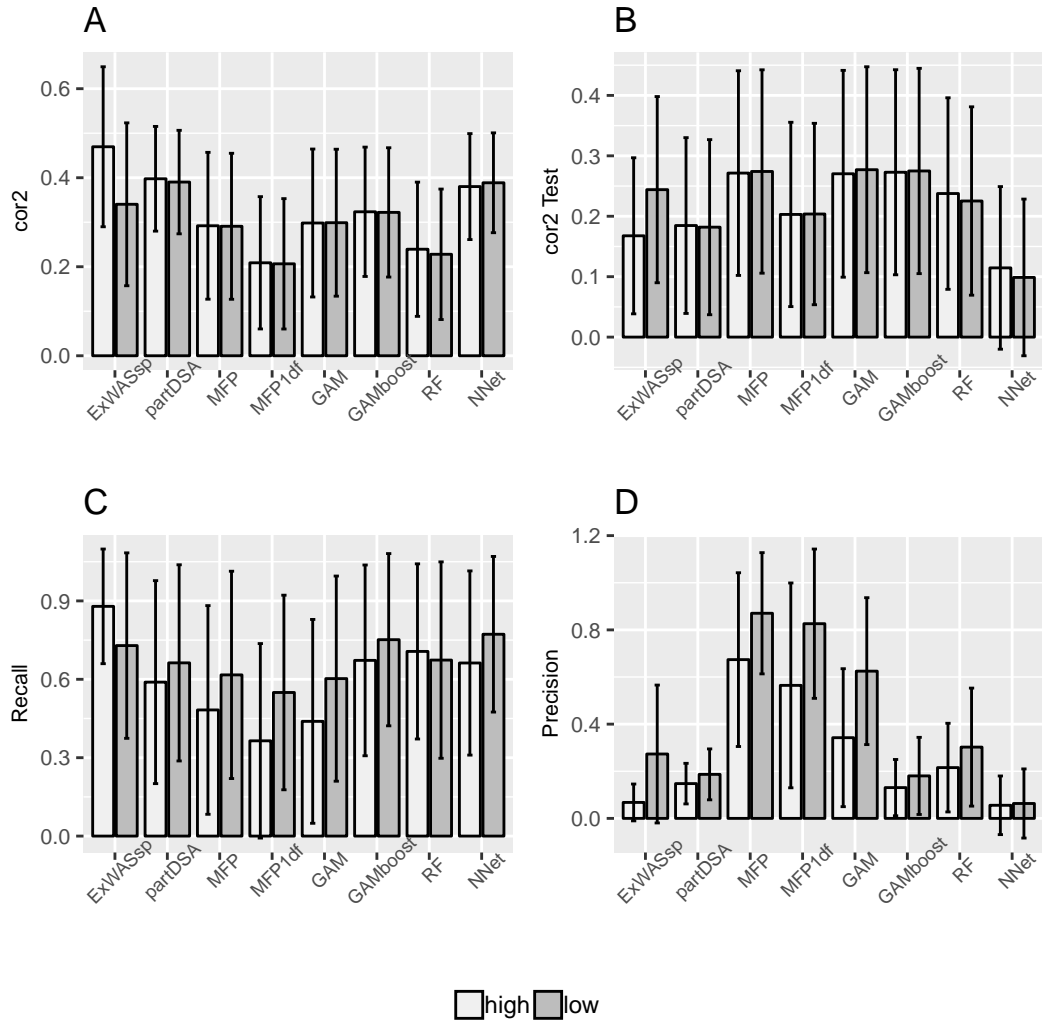 A
0.6
0.4
0.2
0.0
cor2
ExWASsp
partDSA
MFP
MFP1df
GAM
GAMboost
RF
NNet
B
0.4
0.3
0.2
0.1
0.0
cor2 Test
ExWASsp
partDSA
MFP
MFP1df
GAM
GAMboost
RF
NNet
C
0.9
0.6
0.3
0.0
Recall
ExWASsp
partDSA
MFP
MFP1df
GAM
GAMboost
RF
NNet
D
1.2
0.8
0.4
0.0
Precision
ExWASsp
partDSA
MFP
MFP1df
GAM
GAMboost
RF
NNet
high low